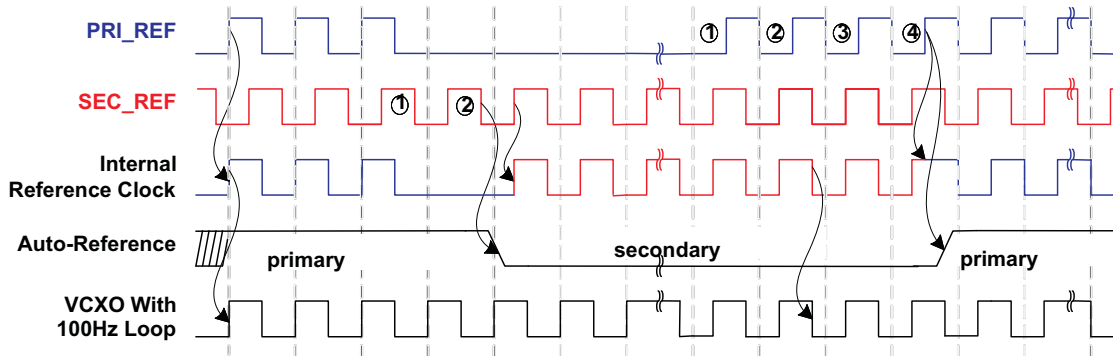 PRI_REF
1 2 3 4
SEC_REF
1 2
Internal
Reference Clock
Auto-Reference
primary
secondary
primary
VCXO With
100Hz Loop